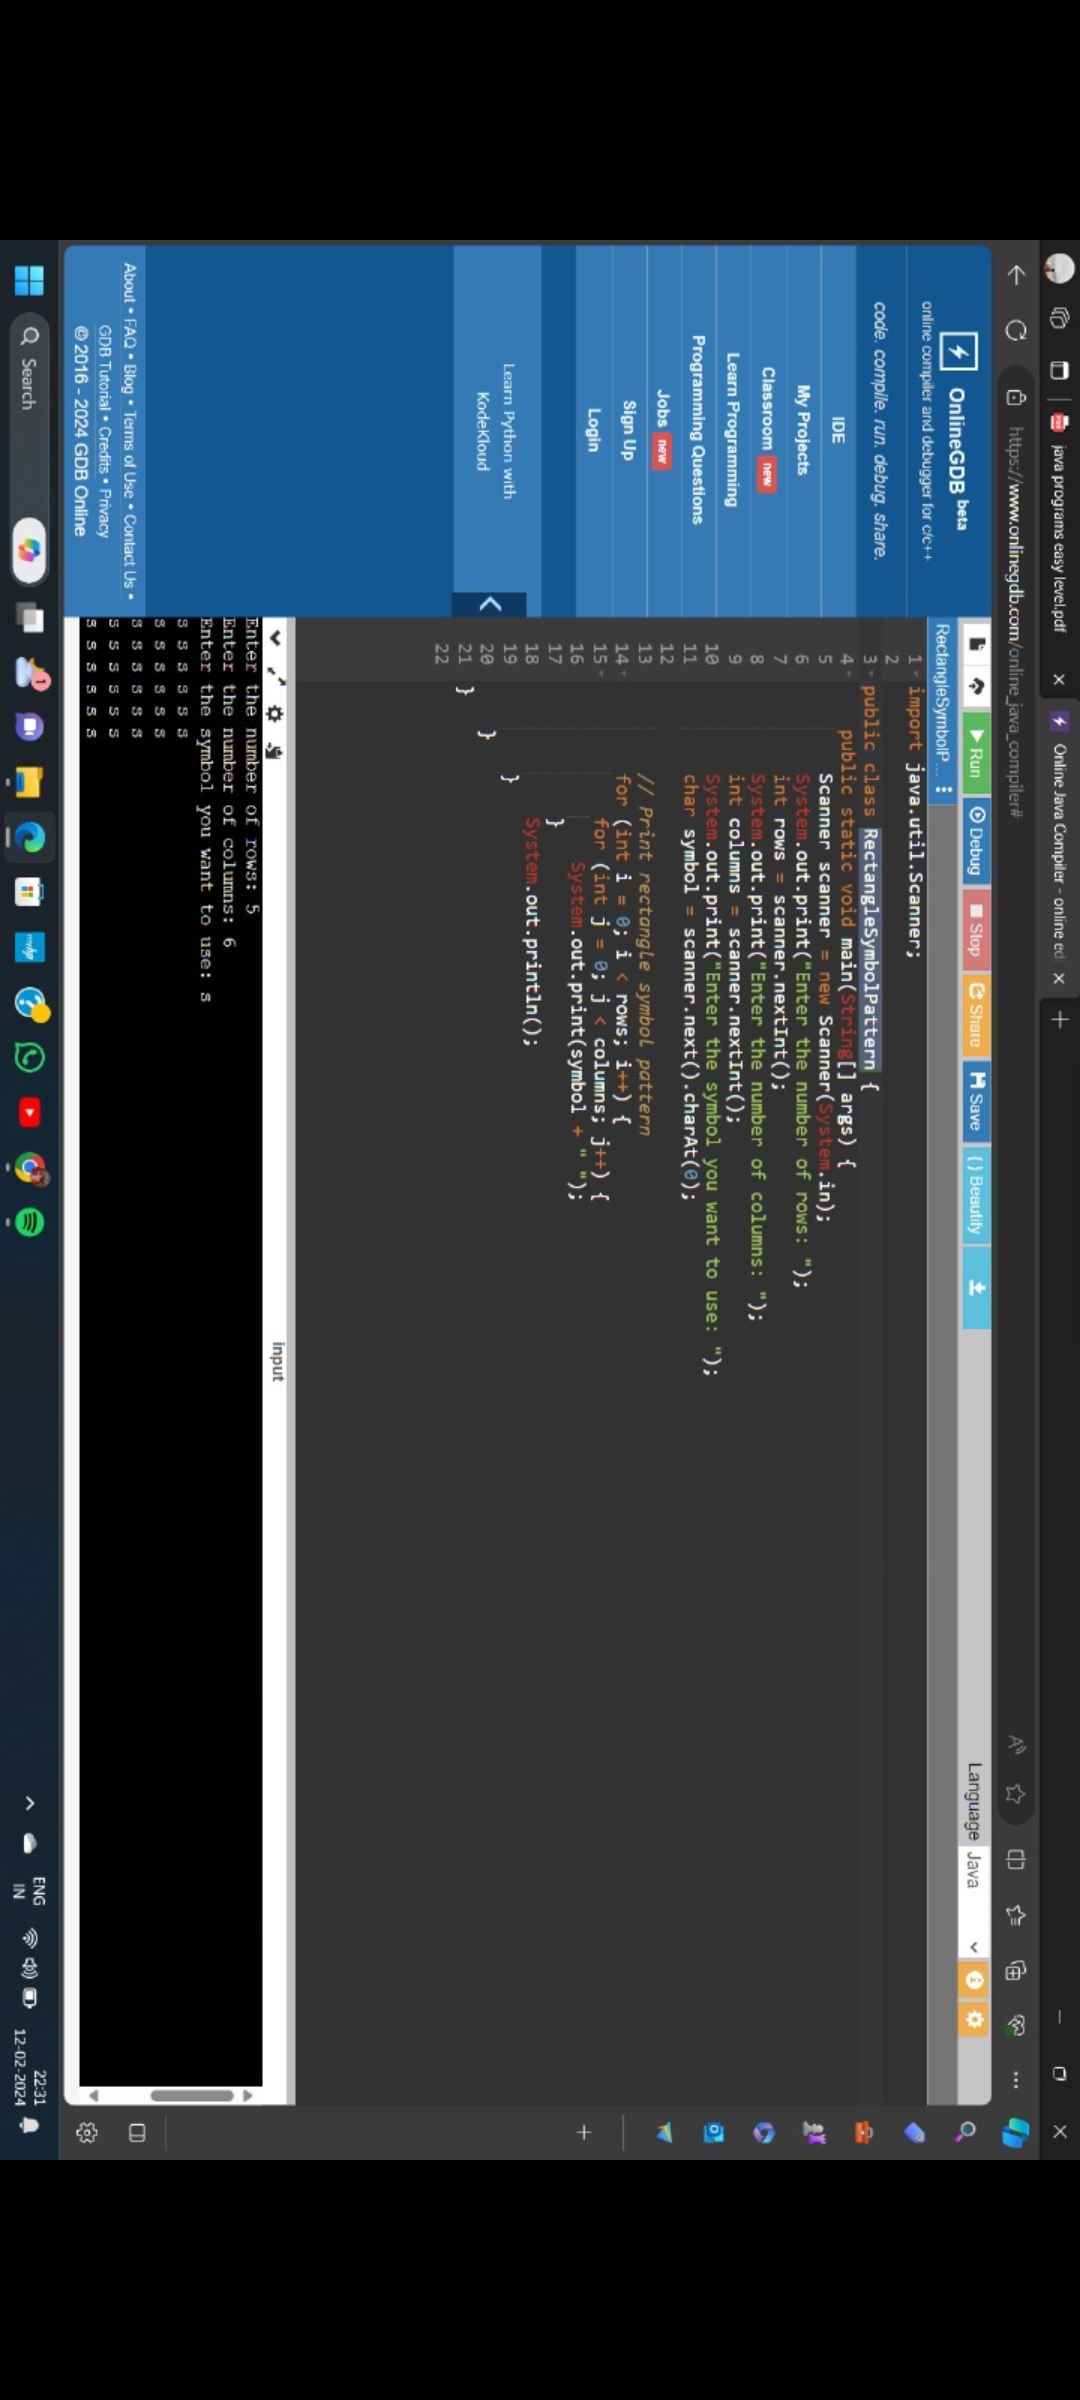 java programs easy level.pdf
Online Java Compiler - online ed
https://www.onlinegdb.com/online_java_compiler#
OnlineGDB beta
online compiler and debugger for c/c++
code. compile. run. debug. share.
IDE
My Projects
Classroom new
Learn Programming
Programming Questions
Jobs new
Sign Up
Login
Learn Python with
KodeKloud
About • FAQ • Blog • Terms of Use • Contact Us •
GDB Tutorial • Credits • Privacy
© 2016 - 2024 GDB Online
Run Debug Stop Share Save { } Beautify
Language Java
RectangleSymbolP...
1 import java.util.Scanner;
2
3 public class RectangleSymbolPattern {
4 public static void main(String[] args) {
5 Scanner scanner = new Scanner(System.in);
6 System.out.print("Enter the number of rows: ");
7 int rows = scanner.nextInt();
8 System.out.print("Enter the number of columns: ");
9 int columns = scanner.nextInt();
10 System.out.print("Enter the symbol you want to use: ");
11 char symbol = scanner.next().charAt(0);
12
13 // Print rectangle symbol pattern
14 for (int i = 0; i < rows; i++) {
15 for (int j = 0; j < columns; j++) {
16 System.out.print(symbol + " ");
17 }
18 System.out.println();
19 }
20 }
21 }
22
input
Enter the number of rows: 5
Enter the number of columns: 6
Enter the symbol you want to use: s
s s s s s s
s s s s s s
s s s s s s
s s s s s s
s s s s s s
Search
myhp
ENG
IN
22:31
12-02-2024